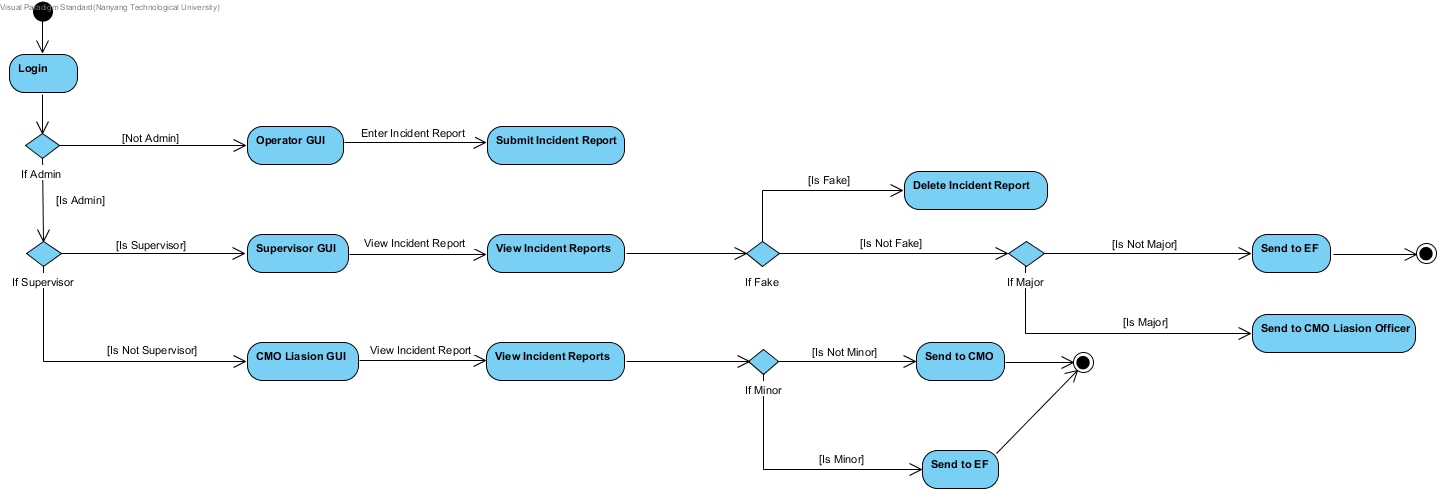 Visual Paradigm Standard(Nanyang Technological University)
Login
[Not Admin]
Operator GUI
Enter Incident Report
Submit Incident Report
If Admin
[Is Admin]
[Is Fake]
Delete Incident Report
[Is Supervisor]
Supervisor GUI
View Incident Report
View Incident Reports
[Is Not Fake]
[Is Not Major]
Send to EF
If Supervisor
If Fake
If Major
[Is Major]
Send to CMO Liasion Officer
[Is Not Supervisor]
CMO Liasion GUI
View Incident Report
View Incident Reports
[Is Not Minor]
Send to CMO
If Minor
[Is Minor]
Send to EF